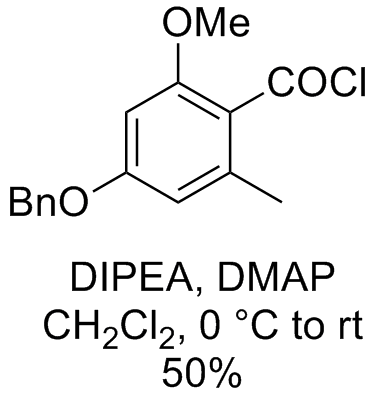 OMe
COCl
BnO
DIPEA, DMAP
CH₂Cl₂, 0 °C to rt
50%